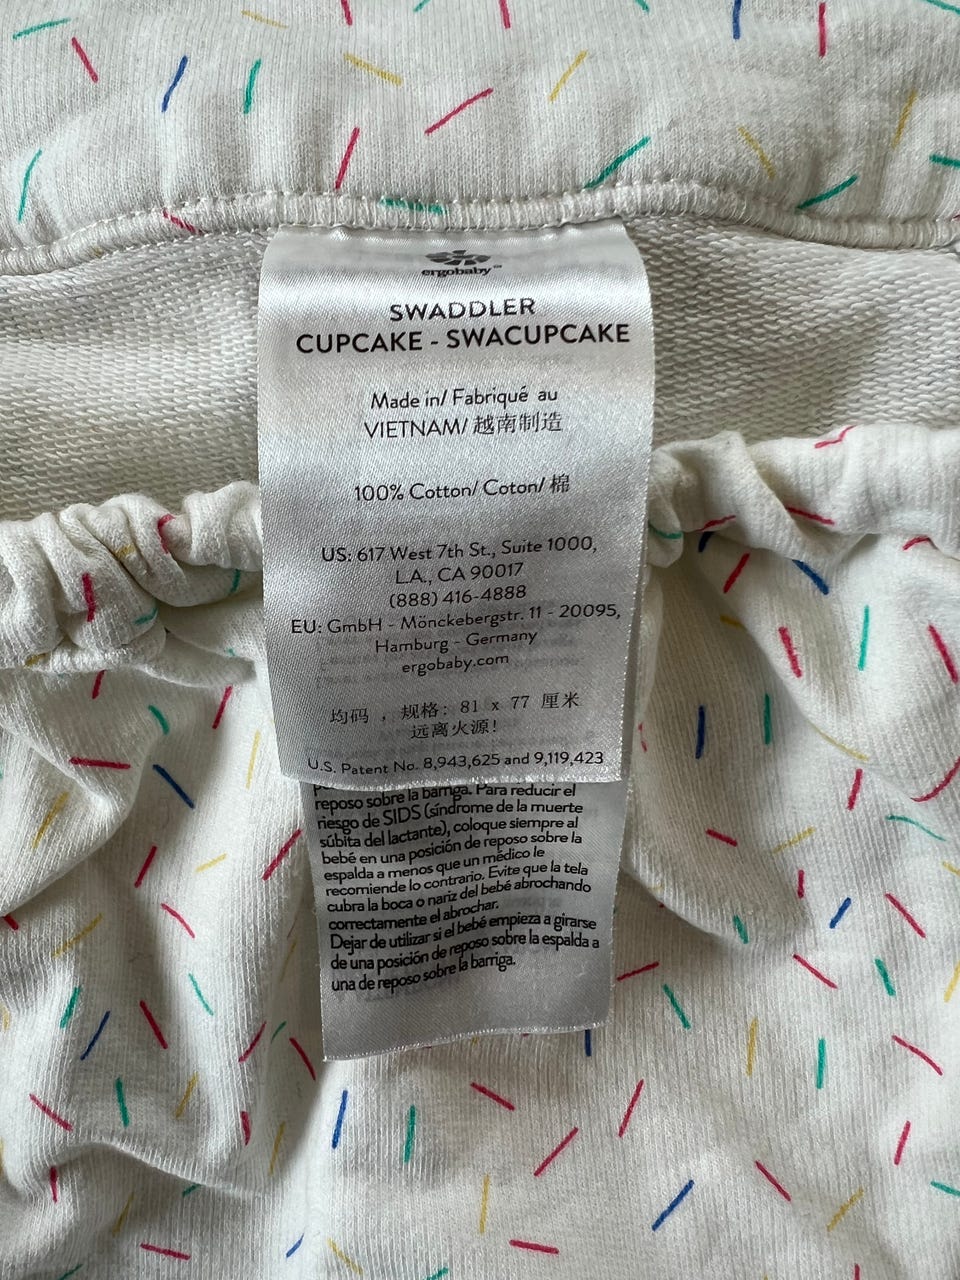 ergobaby
SWADDLER
CUPCAKE - SWACUPCAKE
Made in/ Fabriqué au
VIETNAM/ 越南制造
100% Cotton/ Coton/ 棉
US: 617 West 7th St., Suite 1000,
L.A., CA 90017
(888) 416-4888
EU: GmbH - Mönckebergstr. 11 - 20095,
Hamburg - Germany
ergobaby.com
均码 , 规格: 81 x 77 厘米
远离火源!
U.S. Patent No. 8,943,625 and 9,119,423
reposo sobre la barriga. Para reducir el
riesgo de SIDS (síndrome de la muerte
súbita del lactante), coloque siempre al
bebé en una posición de reposo sobre la
espalda a menos que un médico le
recomiende lo contrario. Evite que la tela
cubra la boca o nariz del bebé abrochando
correctamente el abrochar.
Dejar de utilizar si el bebé empieza a girarse
de una posición de reposo sobre la espalda a
una de reposo sobre la barriga.